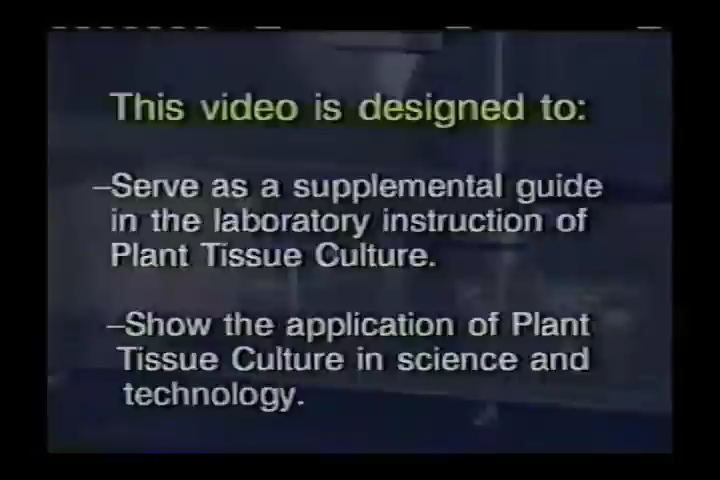 This video is designed to:
–Serve as a supplemental guide
in the laboratory instruction of
Plant Tissue Culture.
–Show the application of Plant
Tissue Culture in science and
technology.